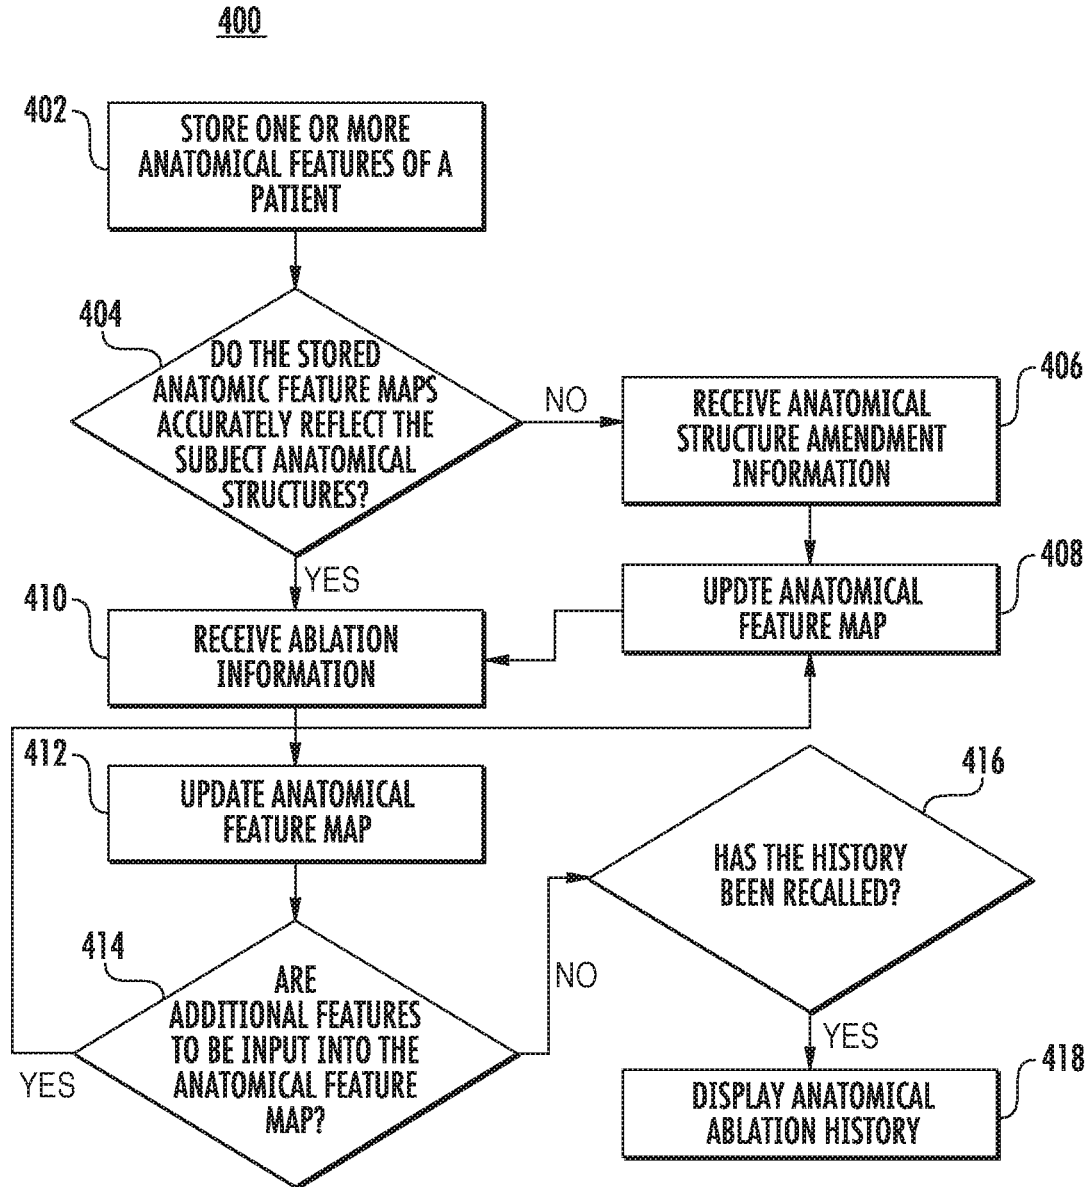 400
402
STORE ONE OR MORE
ANATOMICAL FEATURES OF A
PATIENT
404
DO THE STORED
ANATOMIC FEATURE MAPS
ACCURATELY REFLECT THE
SUBJECT ANATOMICAL
STRUCTURES?
NO
406
RECEIVE ANATOMICAL
STRUCTURE AMENDMENT
INFORMATION
YES
408
UPDTE ANATOMICAL
FEATURE MAP
410
RECEIVE ABLATION
INFORMATION
412
UPDATE ANATOMICAL
FEATURE MAP
416
HAS THE HISTORY
BEEN RECALLED?
414
ARE
ADDITIONAL FEATURES
TO BE INPUT INTO THE
ANATOMICAL FEATURE
MAP?
NO
YES
YES
418
DISPLAY ANATOMICAL
ABLATION HISTORY